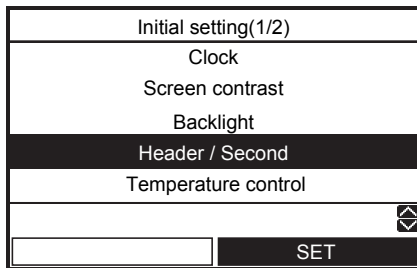 Initial setting(1/2)
Clock
Screen contrast
Backlight
Header / Second
Temperature control
SET